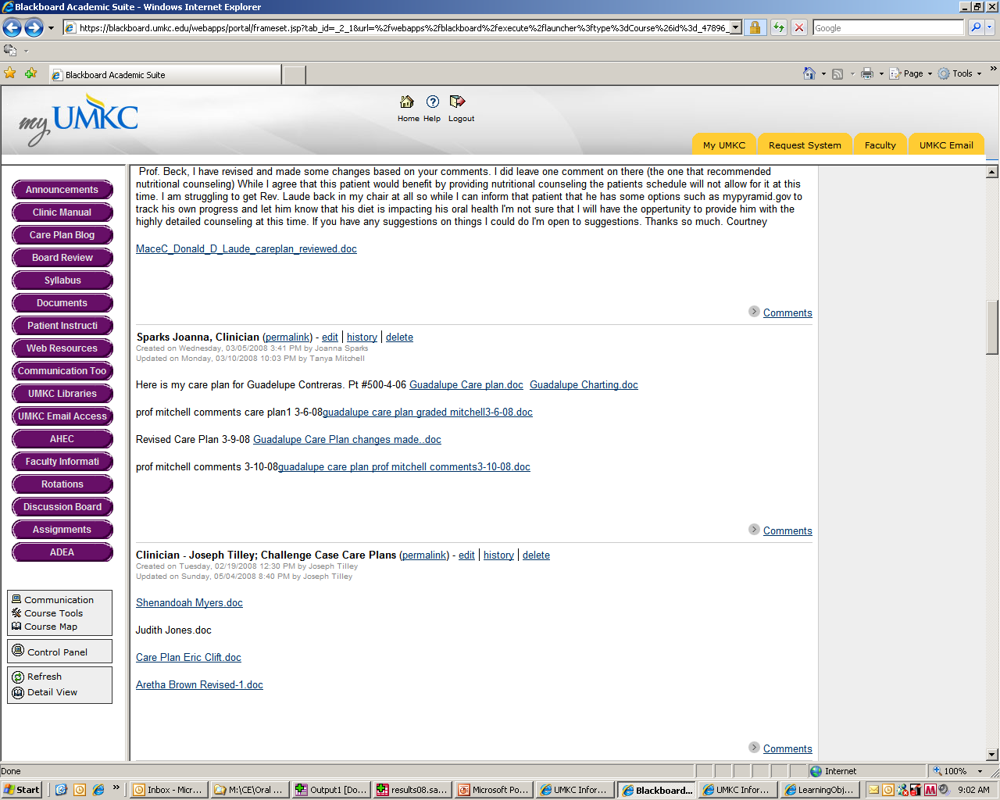 Blackboard Academic Suite - Windows Internet Explorer
https://blackboard.umkc.edu/webapps/portal/frameset.jsp?tab_id=_2_1&url=%2fwebapps%2fblackboard%2fexecute%2flauncher%3ftype%3dCourse%26id%3d_47896_
Google
Blackboard Academic Suite
Page
Tools
my UMKC
Home Help Logout
My UMKC Request System Faculty UMKC Email
Announcements
Clinic Manual
Care Plan Blog
Board Review
Syllabus
Documents
Patient Instructi
Web Resources
Communication Too
UMKC Libraries
UMKC Email Access
AHEC
Faculty Informati
Rotations
Discussion Board
Assignments
ADEA
Communication
Course Tools
Course Map
Control Panel
Refresh
Detail View
Prof. Beck, I have revised and made some changes based on your comments. I did leave one comment on there (the one that recommended
nutritional counseling) While I agree that this patient would benefit by providing nutritional counseling the patients schedule will not allow for it at this
time. I am struggling to get Rev. Laude back in my chair at all so while I can inform that patient that he has some options such as mypyramid.gov to
track his own progress and let him know that his diet is impacting his oral health I'm not sure that I will have the opportunity to provide him with the
highly detailed counseling at this time. If you have any suggestions on things I could do I'm open to suggestions. Thanks so much. Courtney
MaceC_Donald_D_Laude_careplan_reviewed.doc
Comments
Sparks Joanna, Clinician (permalink) - edit | history | delete
Created on Wednesday, 03/05/2008 3:41 PM by Joanna Sparks
Updated on Monday, 03/10/2008 10:03 PM by Tanya Mitchell
Here is my care plan for Guadelupe Contreras. Pt #500-4-06 Guadalupe Care plan.doc Guadalupe Charting.doc
prof mitchell comments care plan1 3-6-08guadalupe care plan graded mitchell3-6-08.doc
Revised Care Plan 3-9-08 Guadalupe Care Plan changes made..doc
prof mitchell comments 3-10-08guadalupe care plan prof mitchell comments3-10-08.doc
Comments
Clinician - Joseph Tilley; Challenge Case Care Plans (permalink) - edit | history | delete
Created on Tuesday, 02/19/2008 12:30 PM by Joseph Tilley
Updated on Sunday, 05/04/2008 8:40 PM by Joseph Tilley
Shenandoah Myers.doc
Judith Jones.doc
Care Plan Eric Clift.doc
Aretha Brown Revised-1.doc
Comments
Done
Internet
100%
Start
Inbox - Micr...
M:\CE\Oral ...
Output1 [Do...
results08.sa...
Microsoft Po...
UMKC Infor...
Blackboard...
UMKC Infor...
LearningObj...
9:02 AM